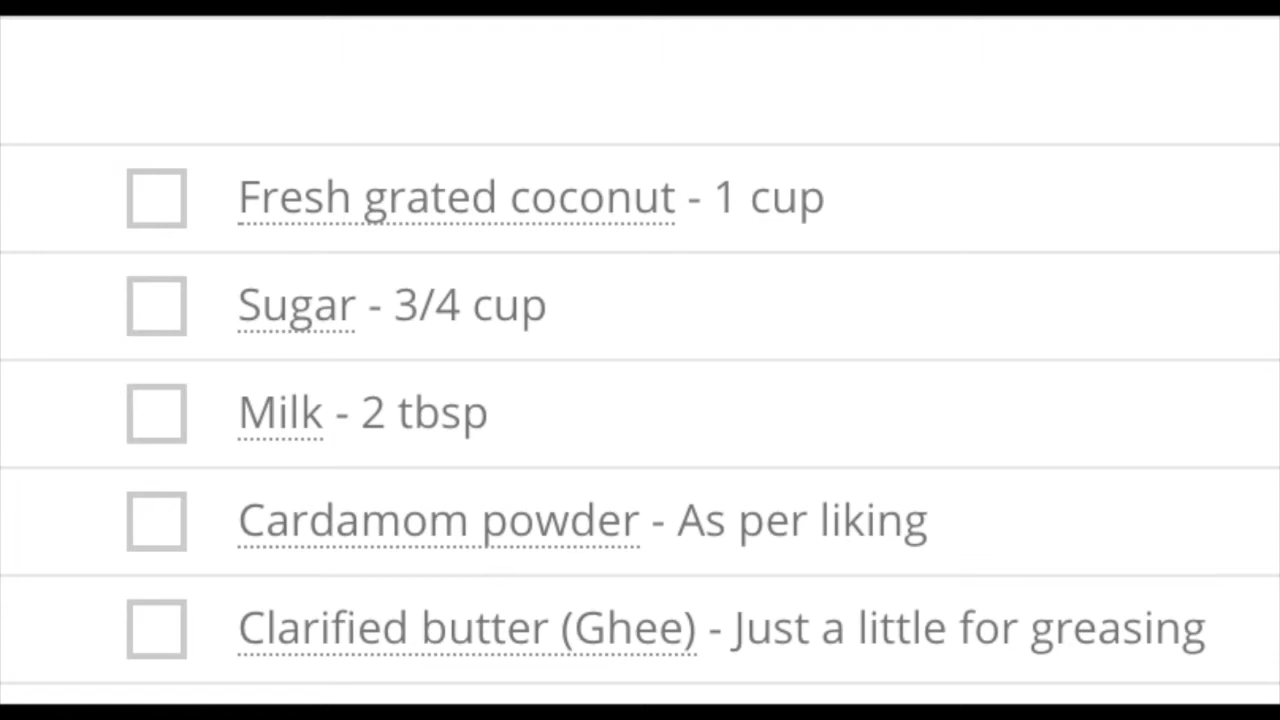 Fresh grated coconut - 1 cup
Sugar - 3/4 cup
Milk - 2 tbsp
Cardamom powder - As per liking
Clarified butter (Ghee) - Just a little for greasing